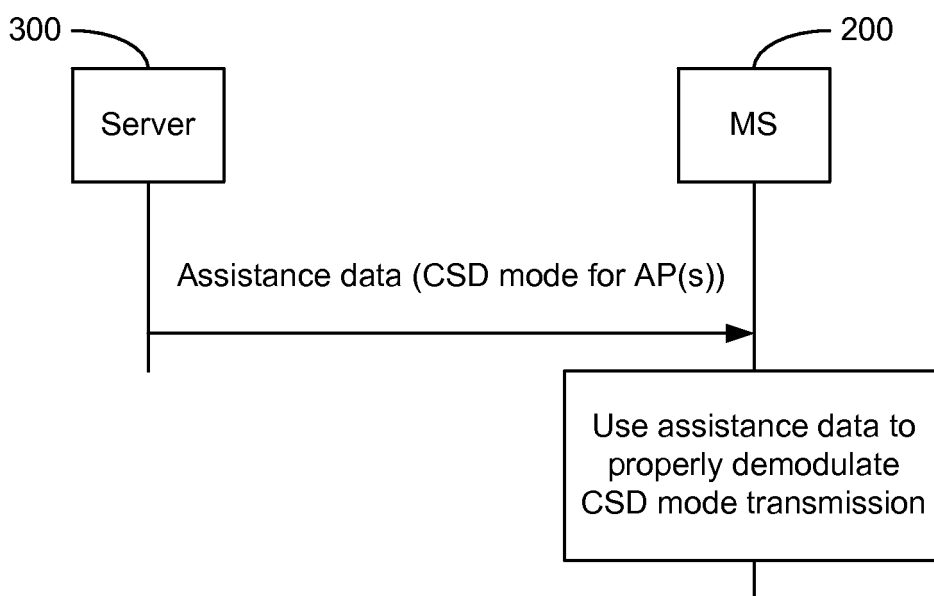 300
200
Server
MS
Assistance data (CSD mode for AP(s))
Use assistance data to
properly demodulate
CSD mode transmission